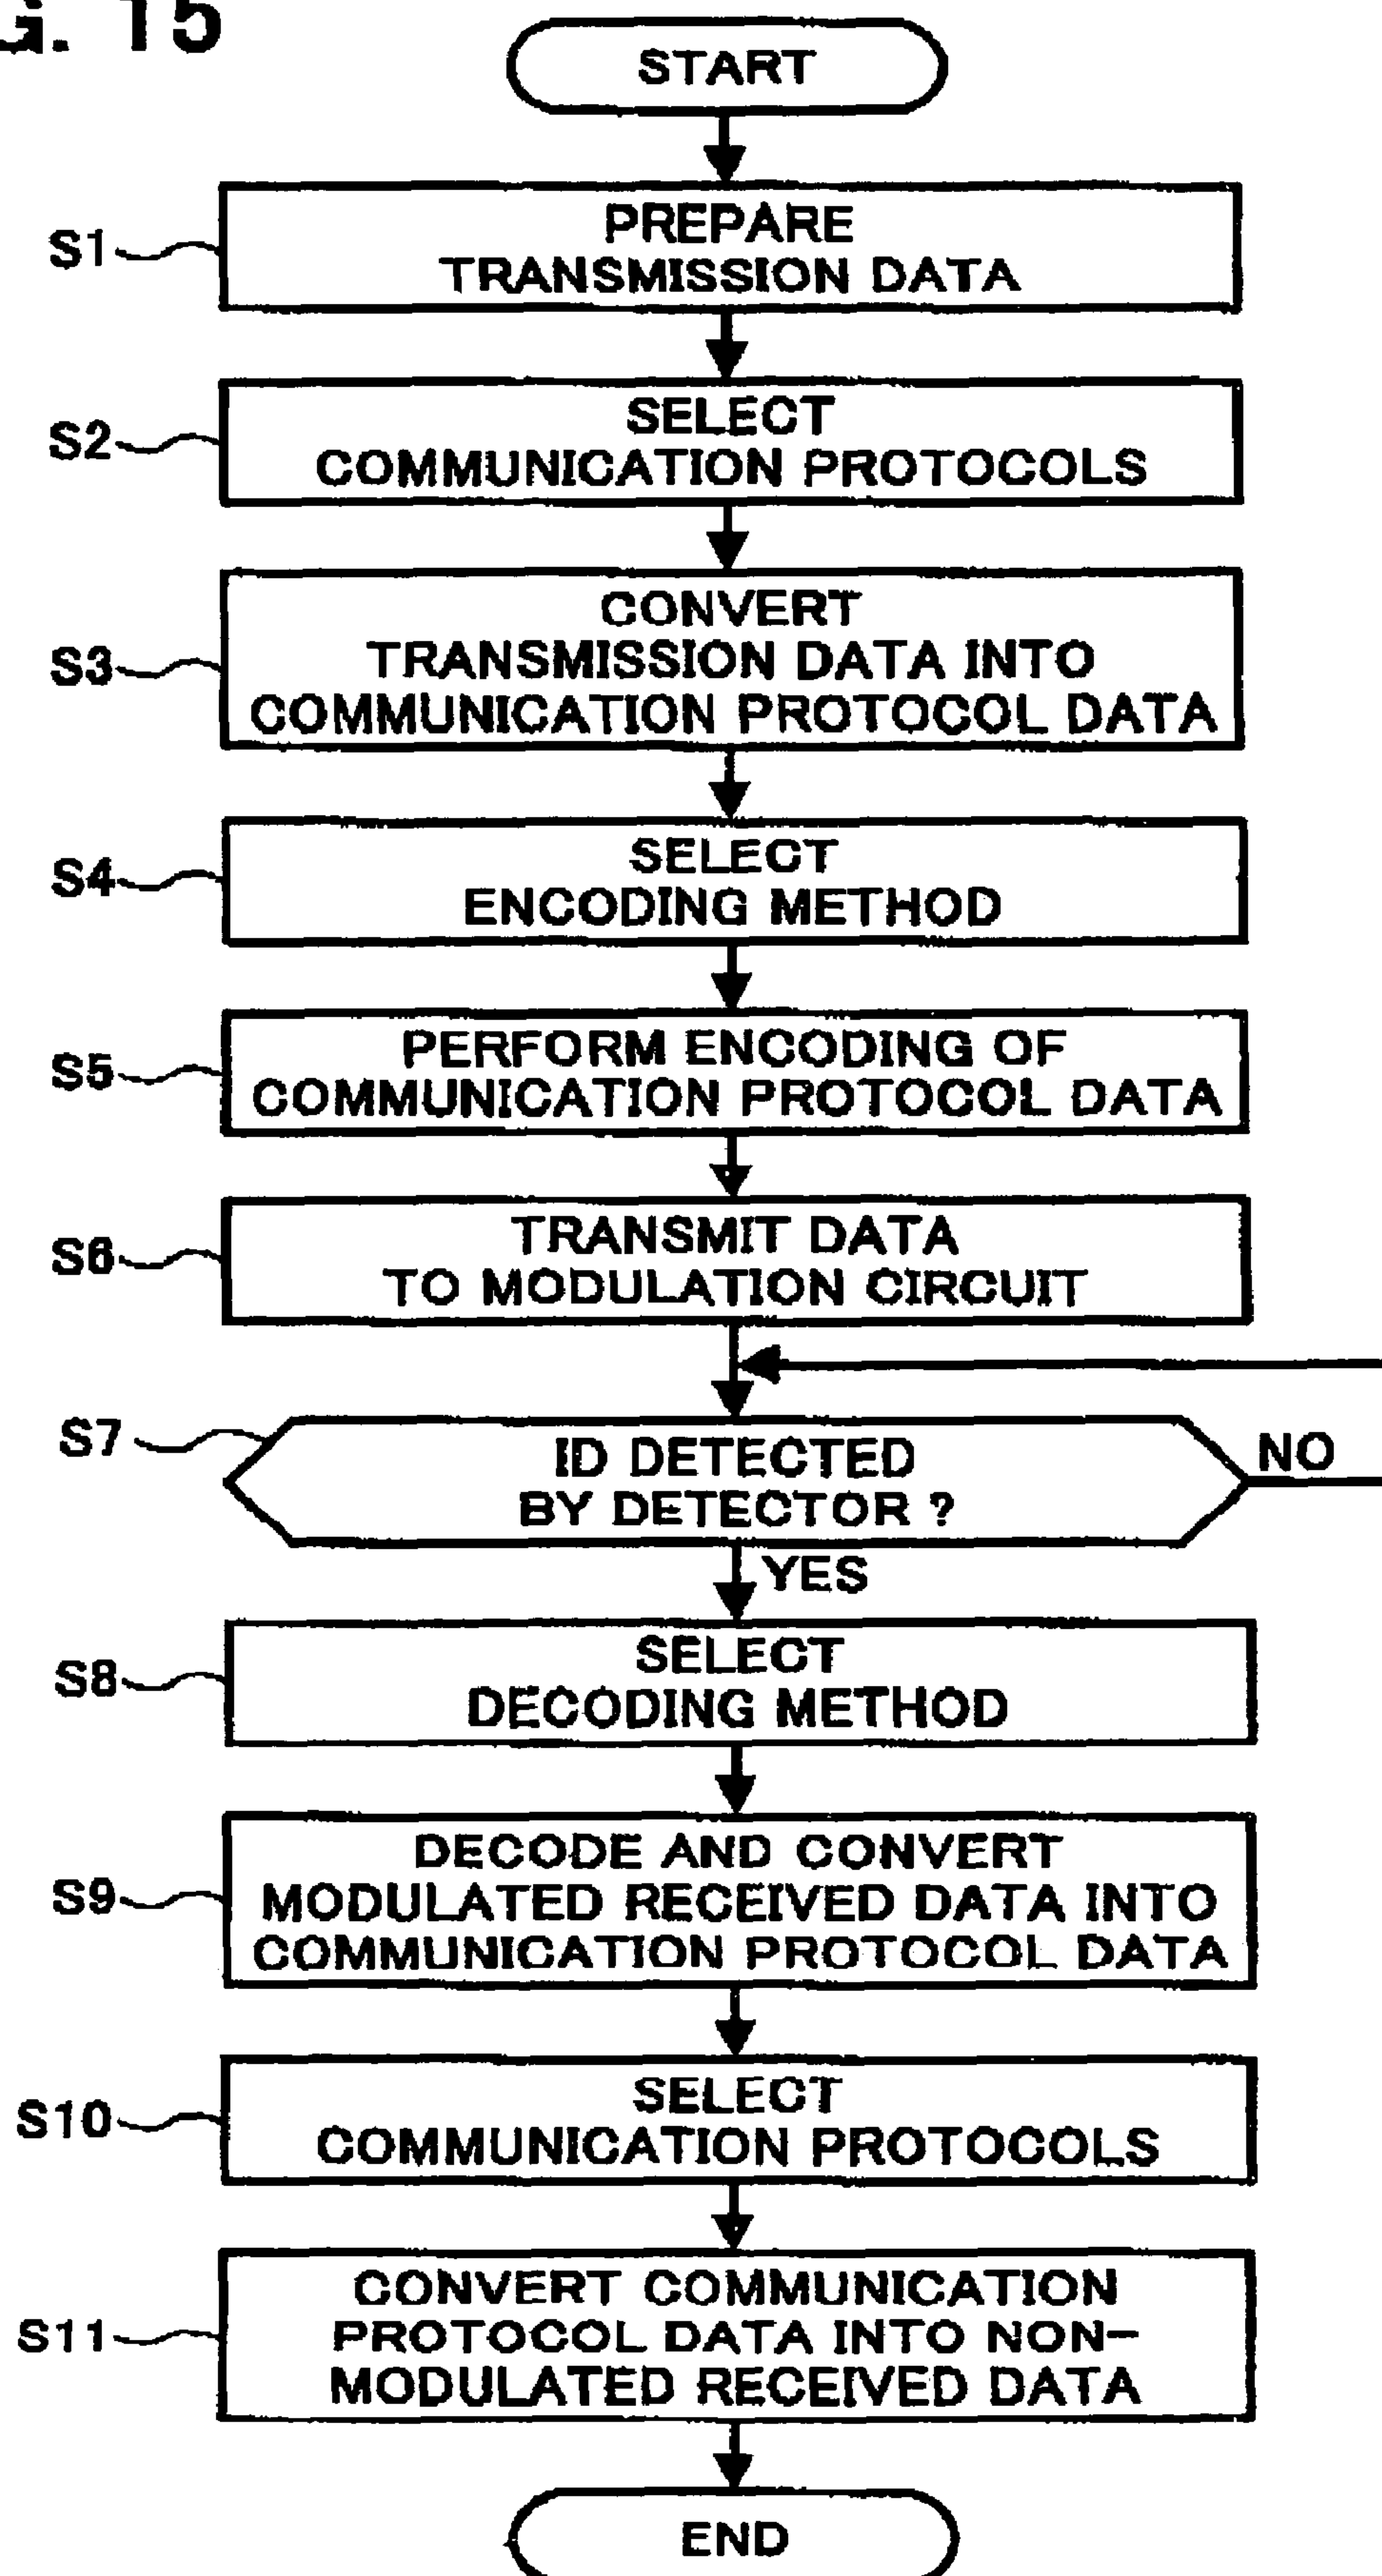 G. 15
START
S1
PREPARE
TRANSMISSION DATA
S2
SELECT
COMMUNICATION PROTOCOLS
S3
CONVERT
TRANSMISSION DATA INTO
COMMUNICATION PROTOCOL DATA
S4
SELECT
ENCODING METHOD
S5
PERFORM ENCODING OF
COMMUNICATION PROTOCOL DATA
S6
TRANSMIT DATA
TO MODULATION CIRCUIT
S7
ID DETECTED
BY DETECTOR ?
NO
YES
S8
SELECT
DECODING METHOD
S9
DECODE AND CONVERT
MODULATED RECEIVED DATA INTO
COMMUNICATION PROTOCOL DATA
S10
SELECT
COMMUNICATION PROTOCOLS
S11
CONVERT COMMUNICATION
PROTOCOL DATA INTO NON-
MODULATED RECEIVED DATA
END